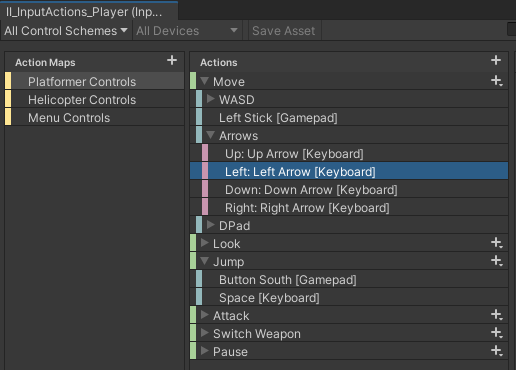 II_InputActions_Player (Inp...
All Control Schemes All Devices Save Asset
Action Maps + Actions +
Platformer Controls
Helicopter Controls
Menu Controls
Move +
WASD
Left Stick [Gamepad]
Arrows
Up: Up Arrow [Keyboard]
Left: Left Arrow [Keyboard]
Down: Down Arrow [Keyboard]
Right: Right Arrow [Keyboard]
DPad
Look +
Jump +
Button South [Gamepad]
Space [Keyboard]
Attack +
Switch Weapon +
Pause +